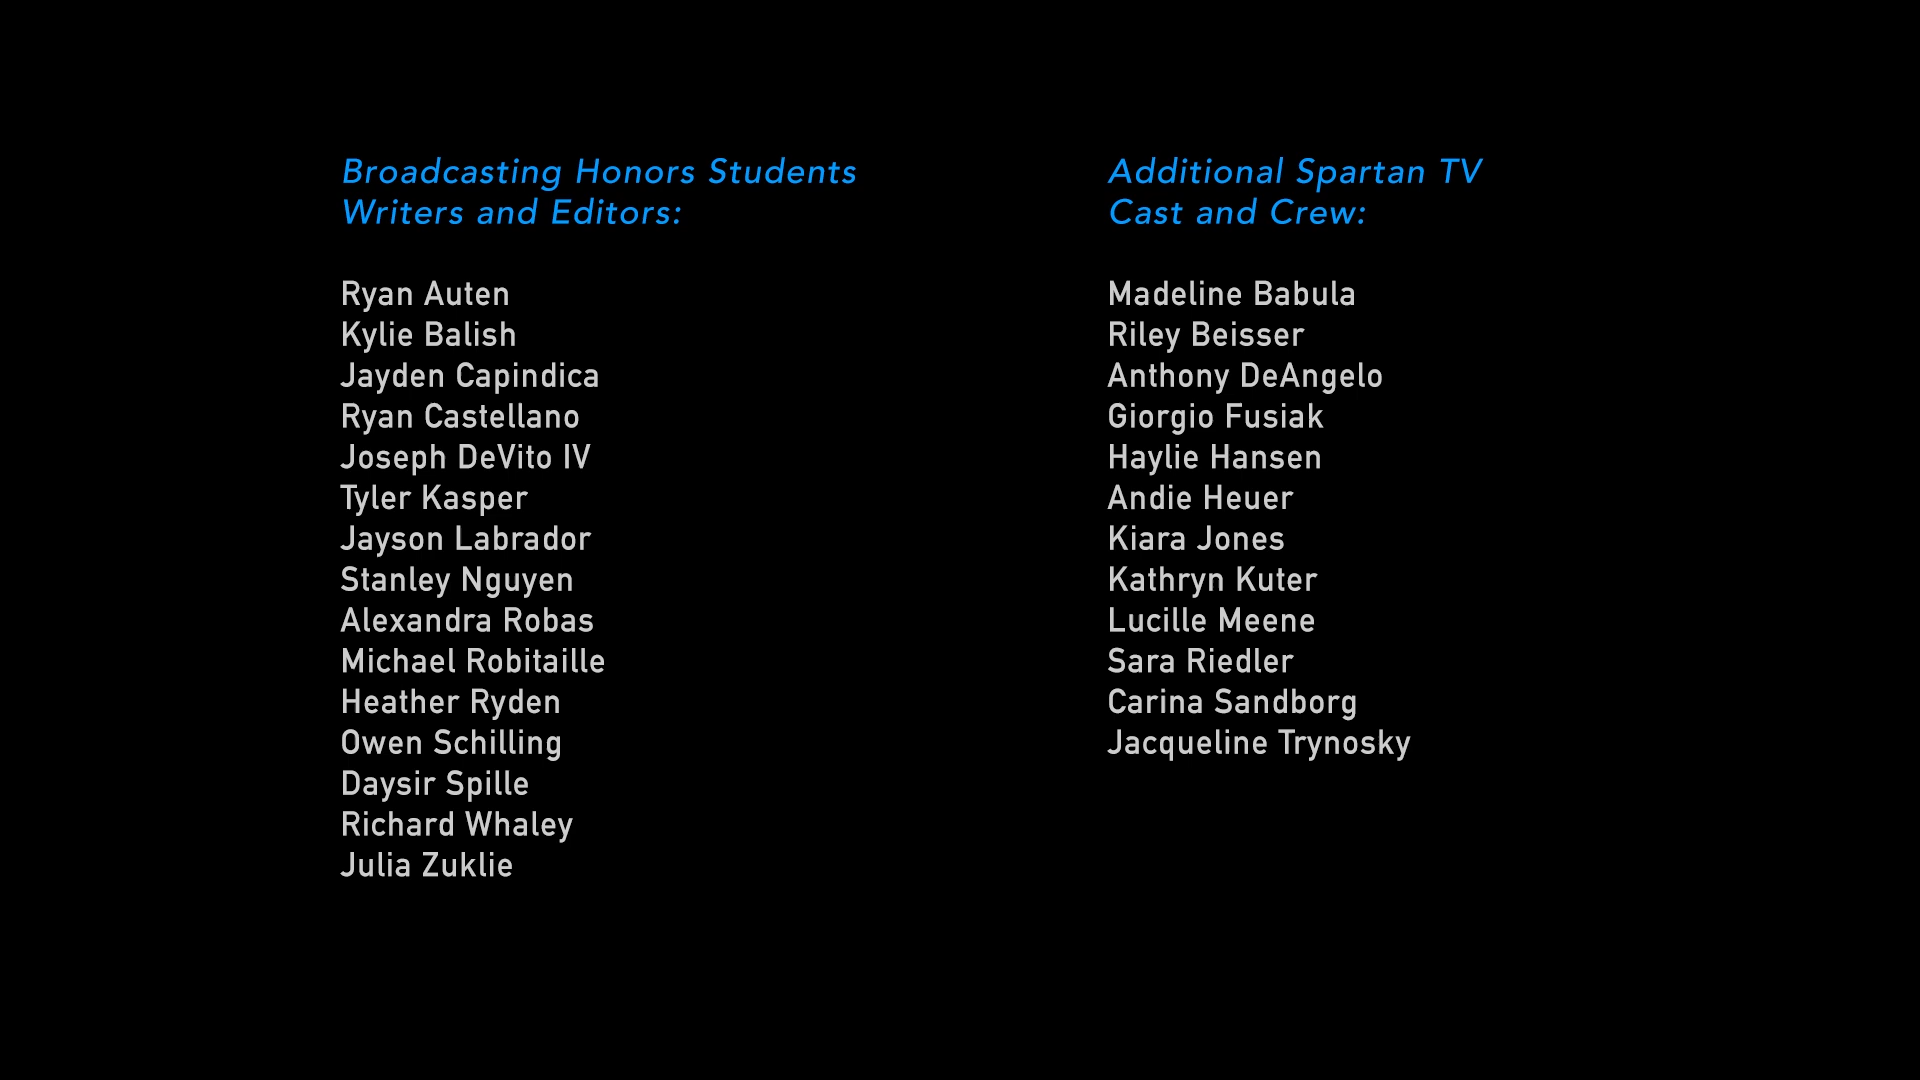 Broadcasting Honors Students
Writers and Editors:
Ryan Auten
Kylie Balish
Jayden Capindica
Ryan Castellano
Joseph DeVito IV
Tyler Kasper
Jayson Labrador
Stanley Nguyen
Alexandra Robas
Michael Robitaille
Heather Ryden
Owen Schilling
Daysir Spille
Richard Whaley
Julia Zuklie
Additional Spartan TV
Cast and Crew:
Madeline Babula
Riley Beisser
Anthony DeAngelo
Giorgio Fusiak
Haylie Hansen
Andie Heuer
Kiara Jones
Kathryn Kuter
Lucille Meene
Sara Riedler
Carina Sandborg
Jacqueline Trynosky